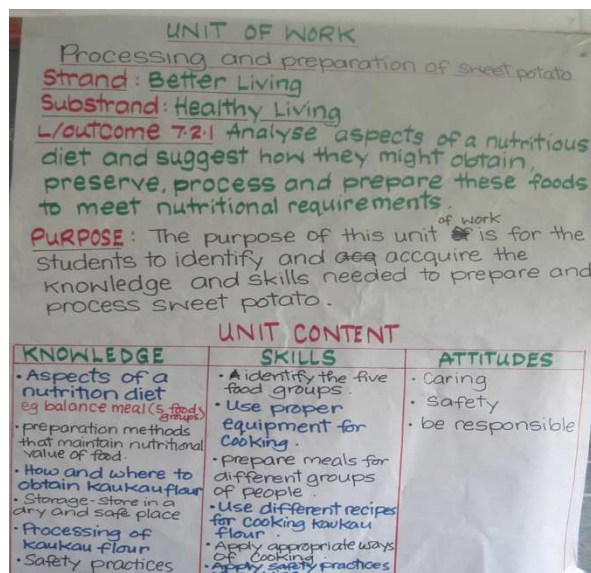 UNIT OF WORK
Processing and preparation of sweet potato
Strand: Better Living
Substrand: Healthy Living
L/outcome 7.2.1 Analyse aspects of a nutritious
diet and suggest how they might obtain,
preserve, process and prepare these foods
to meet nutritional requirements.
of work
PURPOSE: The purpose of this unit is for the
students to identify and accquire the
knowledge and skills needed to prepare and
process sweet potato.
UNIT CONTENT
KNOWLEDGE
· Aspects of a
nutrition diet
eg balance meal (5 food
groups)
· preparation methods
that maintain nutritional
value of food.
· How and where to
obtain kaukau flour
· Storage-store in a
dry and safe place
· Processing of
kaukau flour
· Safety practices
SKILLS
· identify the five
food groups.
· Use proper
equipment for
cooking.
· prepare meals for
different groups
of people.
· Use different recipes
for cooking kaukau
flour.
· Apply appropriate ways
of cooking.
· Apply safety practices
ATTITUDES
· Caring
· Safety
· be responsible